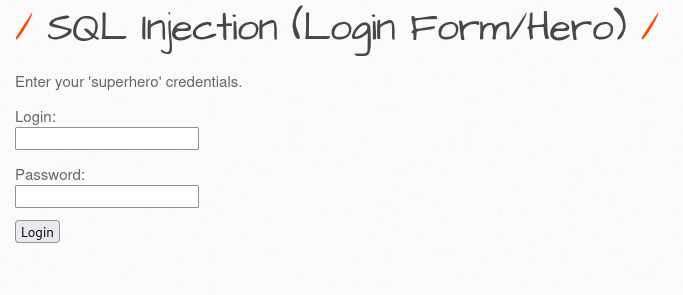 / SQL Injection (Login Form/Hero) /
Enter your 'superhero' credentials.
Login:
Password:
Login